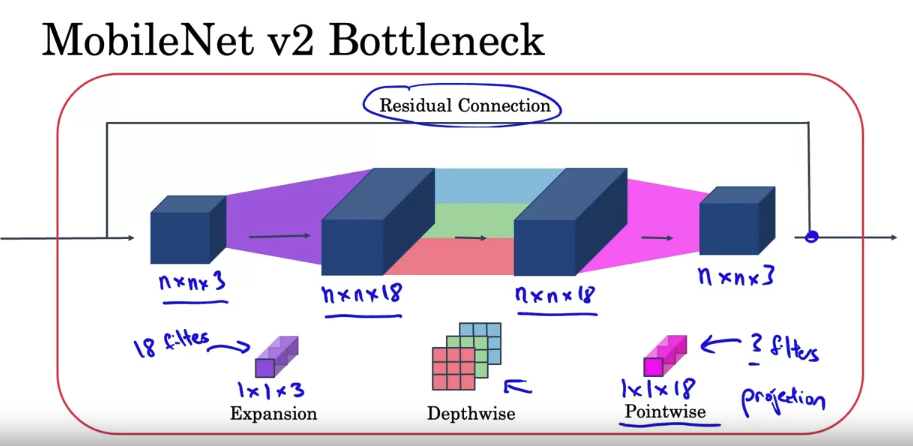 MobileNet v2 Bottleneck
Residual Connection
n×n×3
n×n×18
n×n×18
n×n×3
18 filters
1×1×3
Expansion
Depthwise
1×1×18
Pointwise
3 filters
projection